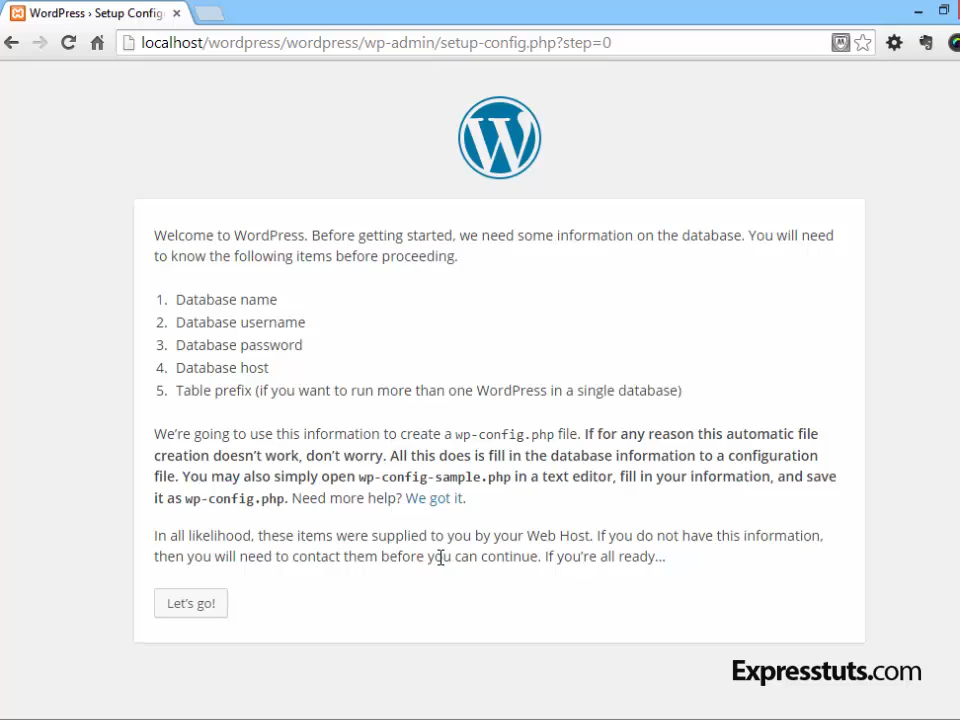 WordPress › Setup Config
localhost/wordpress/wordpress/wp-admin/setup-config.php?step=0
Welcome to WordPress. Before getting started, we need some information on the database. You will need
to know the following items before proceeding.
1. Database name
2. Database username
3. Database password
4. Database host
5. Table prefix (if you want to run more than one WordPress in a single database)
We’re going to use this information to create a wp-config.php file. If for any reason this automatic file
creation doesn’t work, don’t worry. All this does is fill in the database information to a configuration
file. You may also simply open wp-config-sample.php in a text editor, fill in your information, and save
it as wp-config.php. Need more help? We got it.
In all likelihood, these items were supplied to you by your Web Host. If you do not have this information,
then you will need to contact them before you can continue. If you’re all ready…
Let’s go!
Expresstuts.com